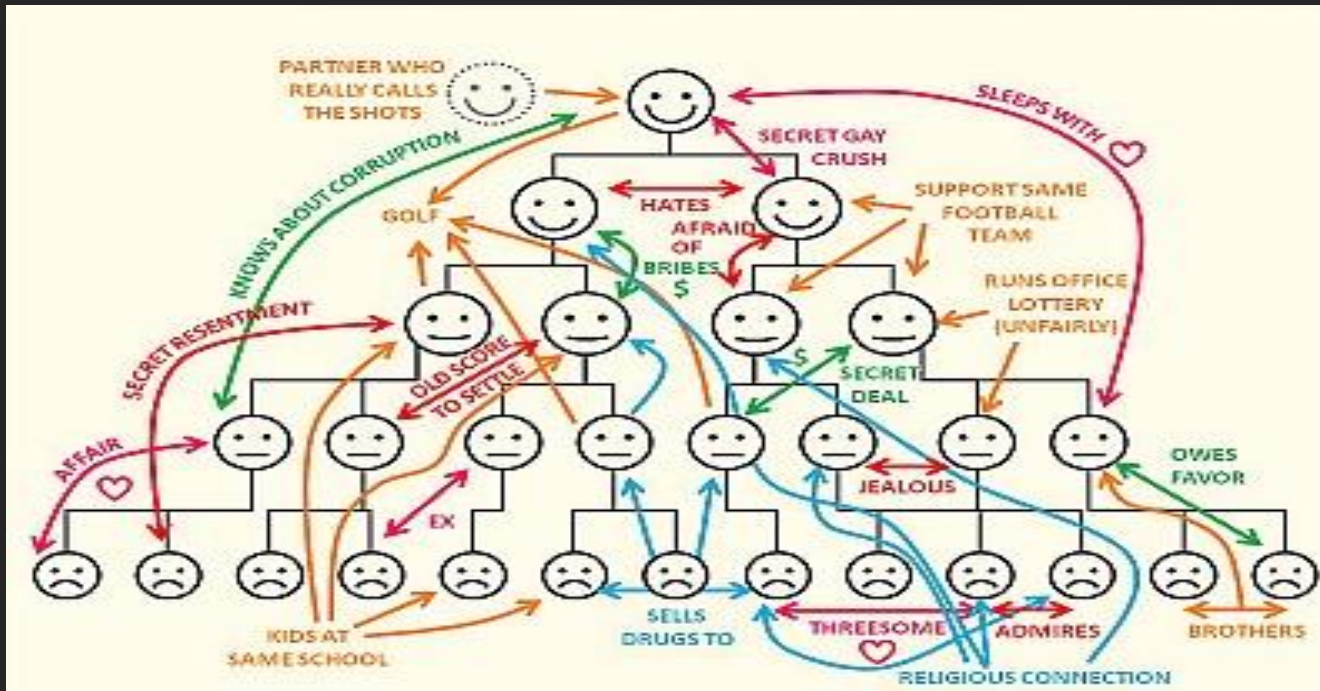 PARTNER WHO
REALLY CALLS
THE SHOTS
SLEEPS WITH
SECRET GAY
CRUSH
KNOWS ABOUT CORRUPTION
GOLF
HATES
AFRAID
OF
BRIBES
$
SUPPORT SAME
FOOTBALL
TEAM
RUNS OFFICE
LOTTERY
(UNFAIRLY)
SECRET RESENTMENT
OLD SCORE
TO SETTLE
$
SECRET
DEAL
AFFAIR
EX
JEALOUS
OWES
FAVOR
SELLS
DRUGS TO
KIDS AT
SAME SCHOOL
THREESOME
ADMIRES
BROTHERS
RELIGIOUS CONNECTION